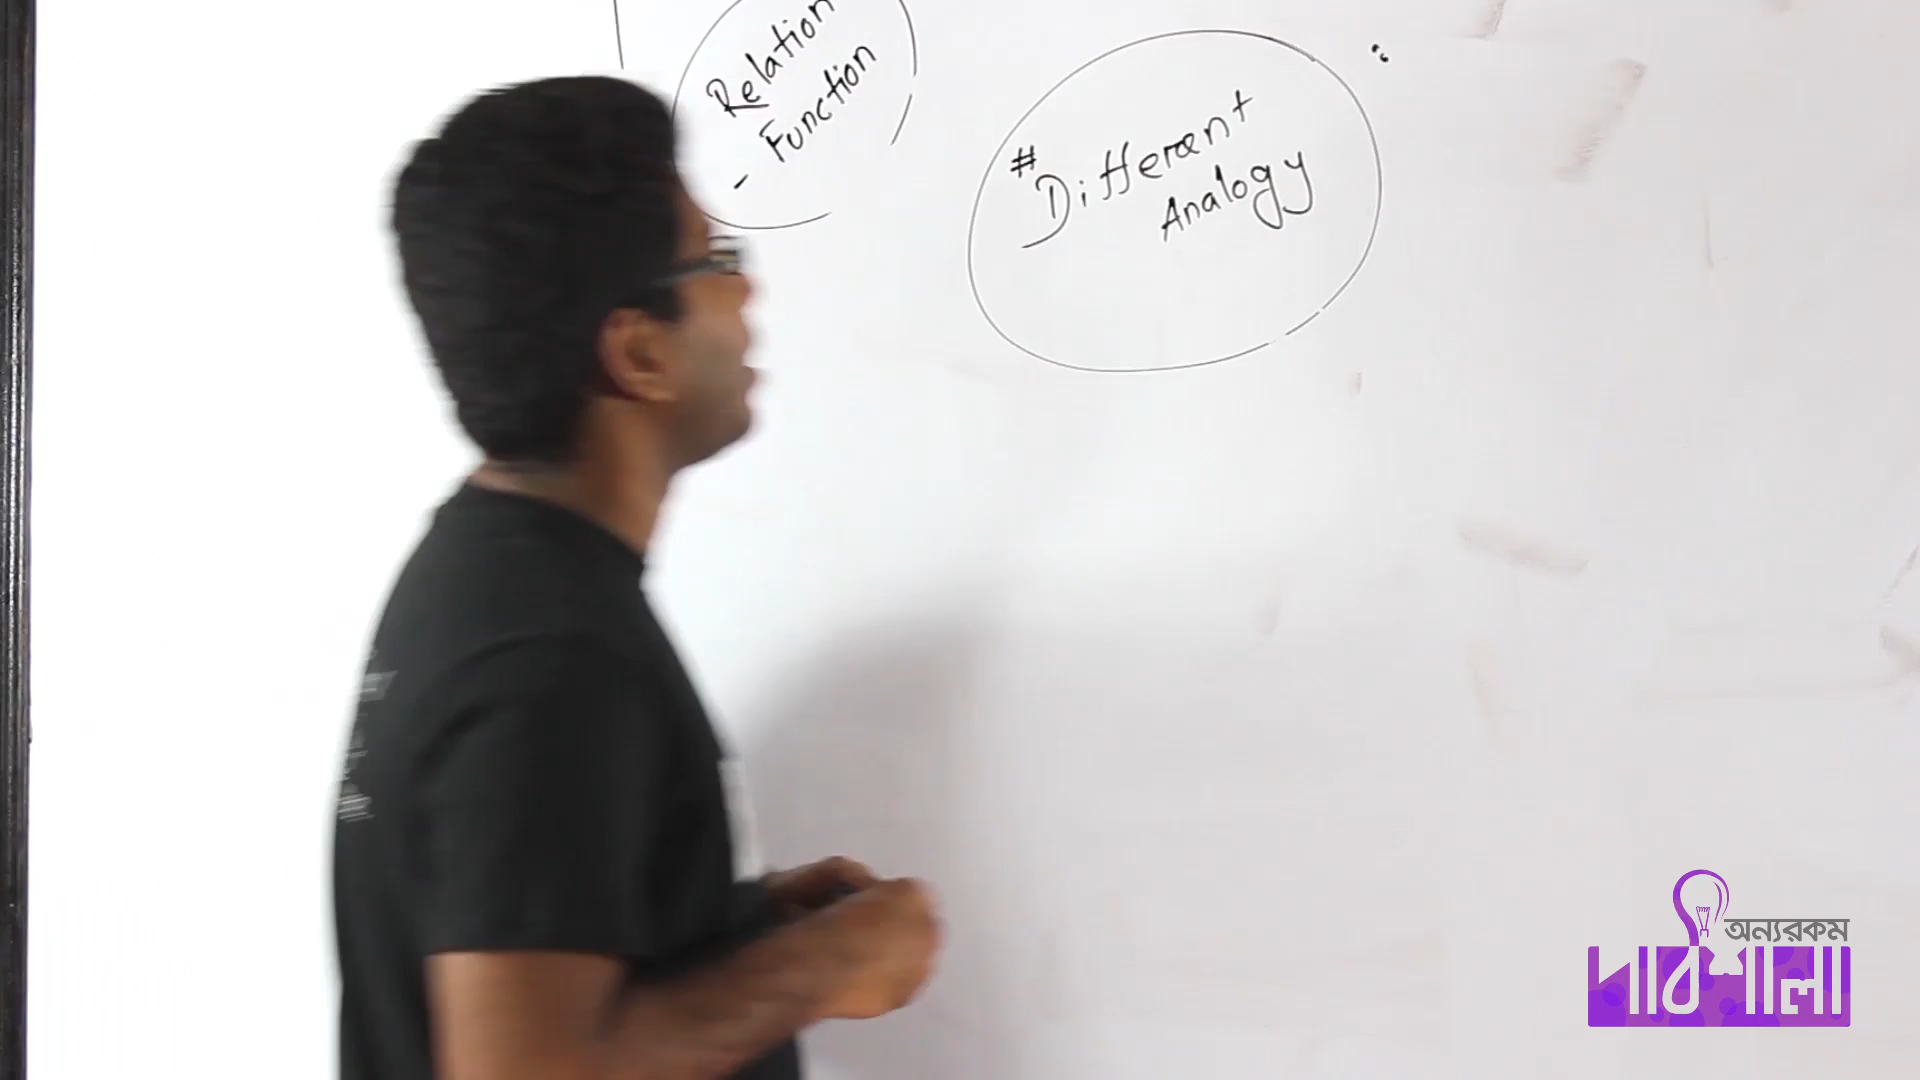 Relation
- Function
# Different
Analogy
অন্যরকম
পাঠশালা